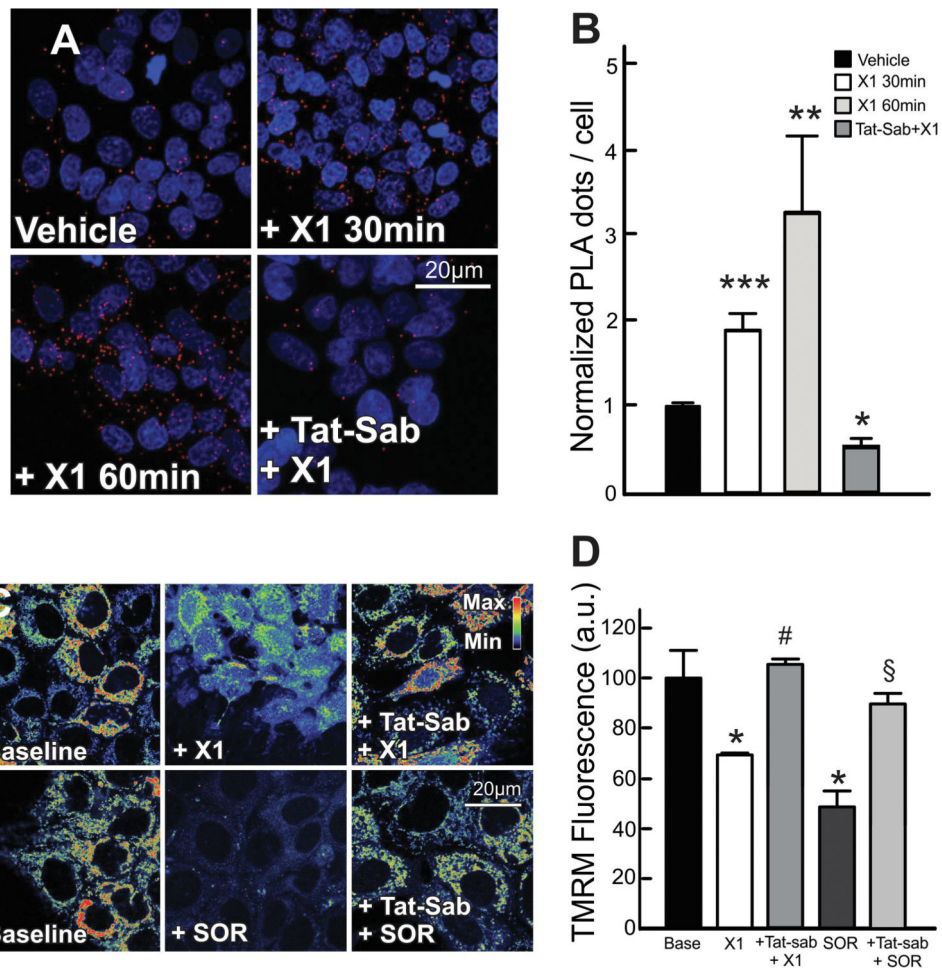 A
Vehicle
+ X1 30min
+ X1 60min
20µm
+ Tat-Sab
+ X1
B
Normalized PLA dots / cell
5
4
3
2
1
0
***
**
*
Vehicle
X1 30min
X1 60min
Tat-Sab+X1
C
Baseline
+ X1
Max
Min
+ Tat-Sab
+ X1
Baseline
+ SOR
20µm
+ Tat-Sab
+ SOR
D
TMRM Fluorescence (a.u.)
120
100
80
60
40
20
0
*
#
*
§
Base
X1
+Tat-sab
+ X1
SOR
+Tat-sab
+ SOR